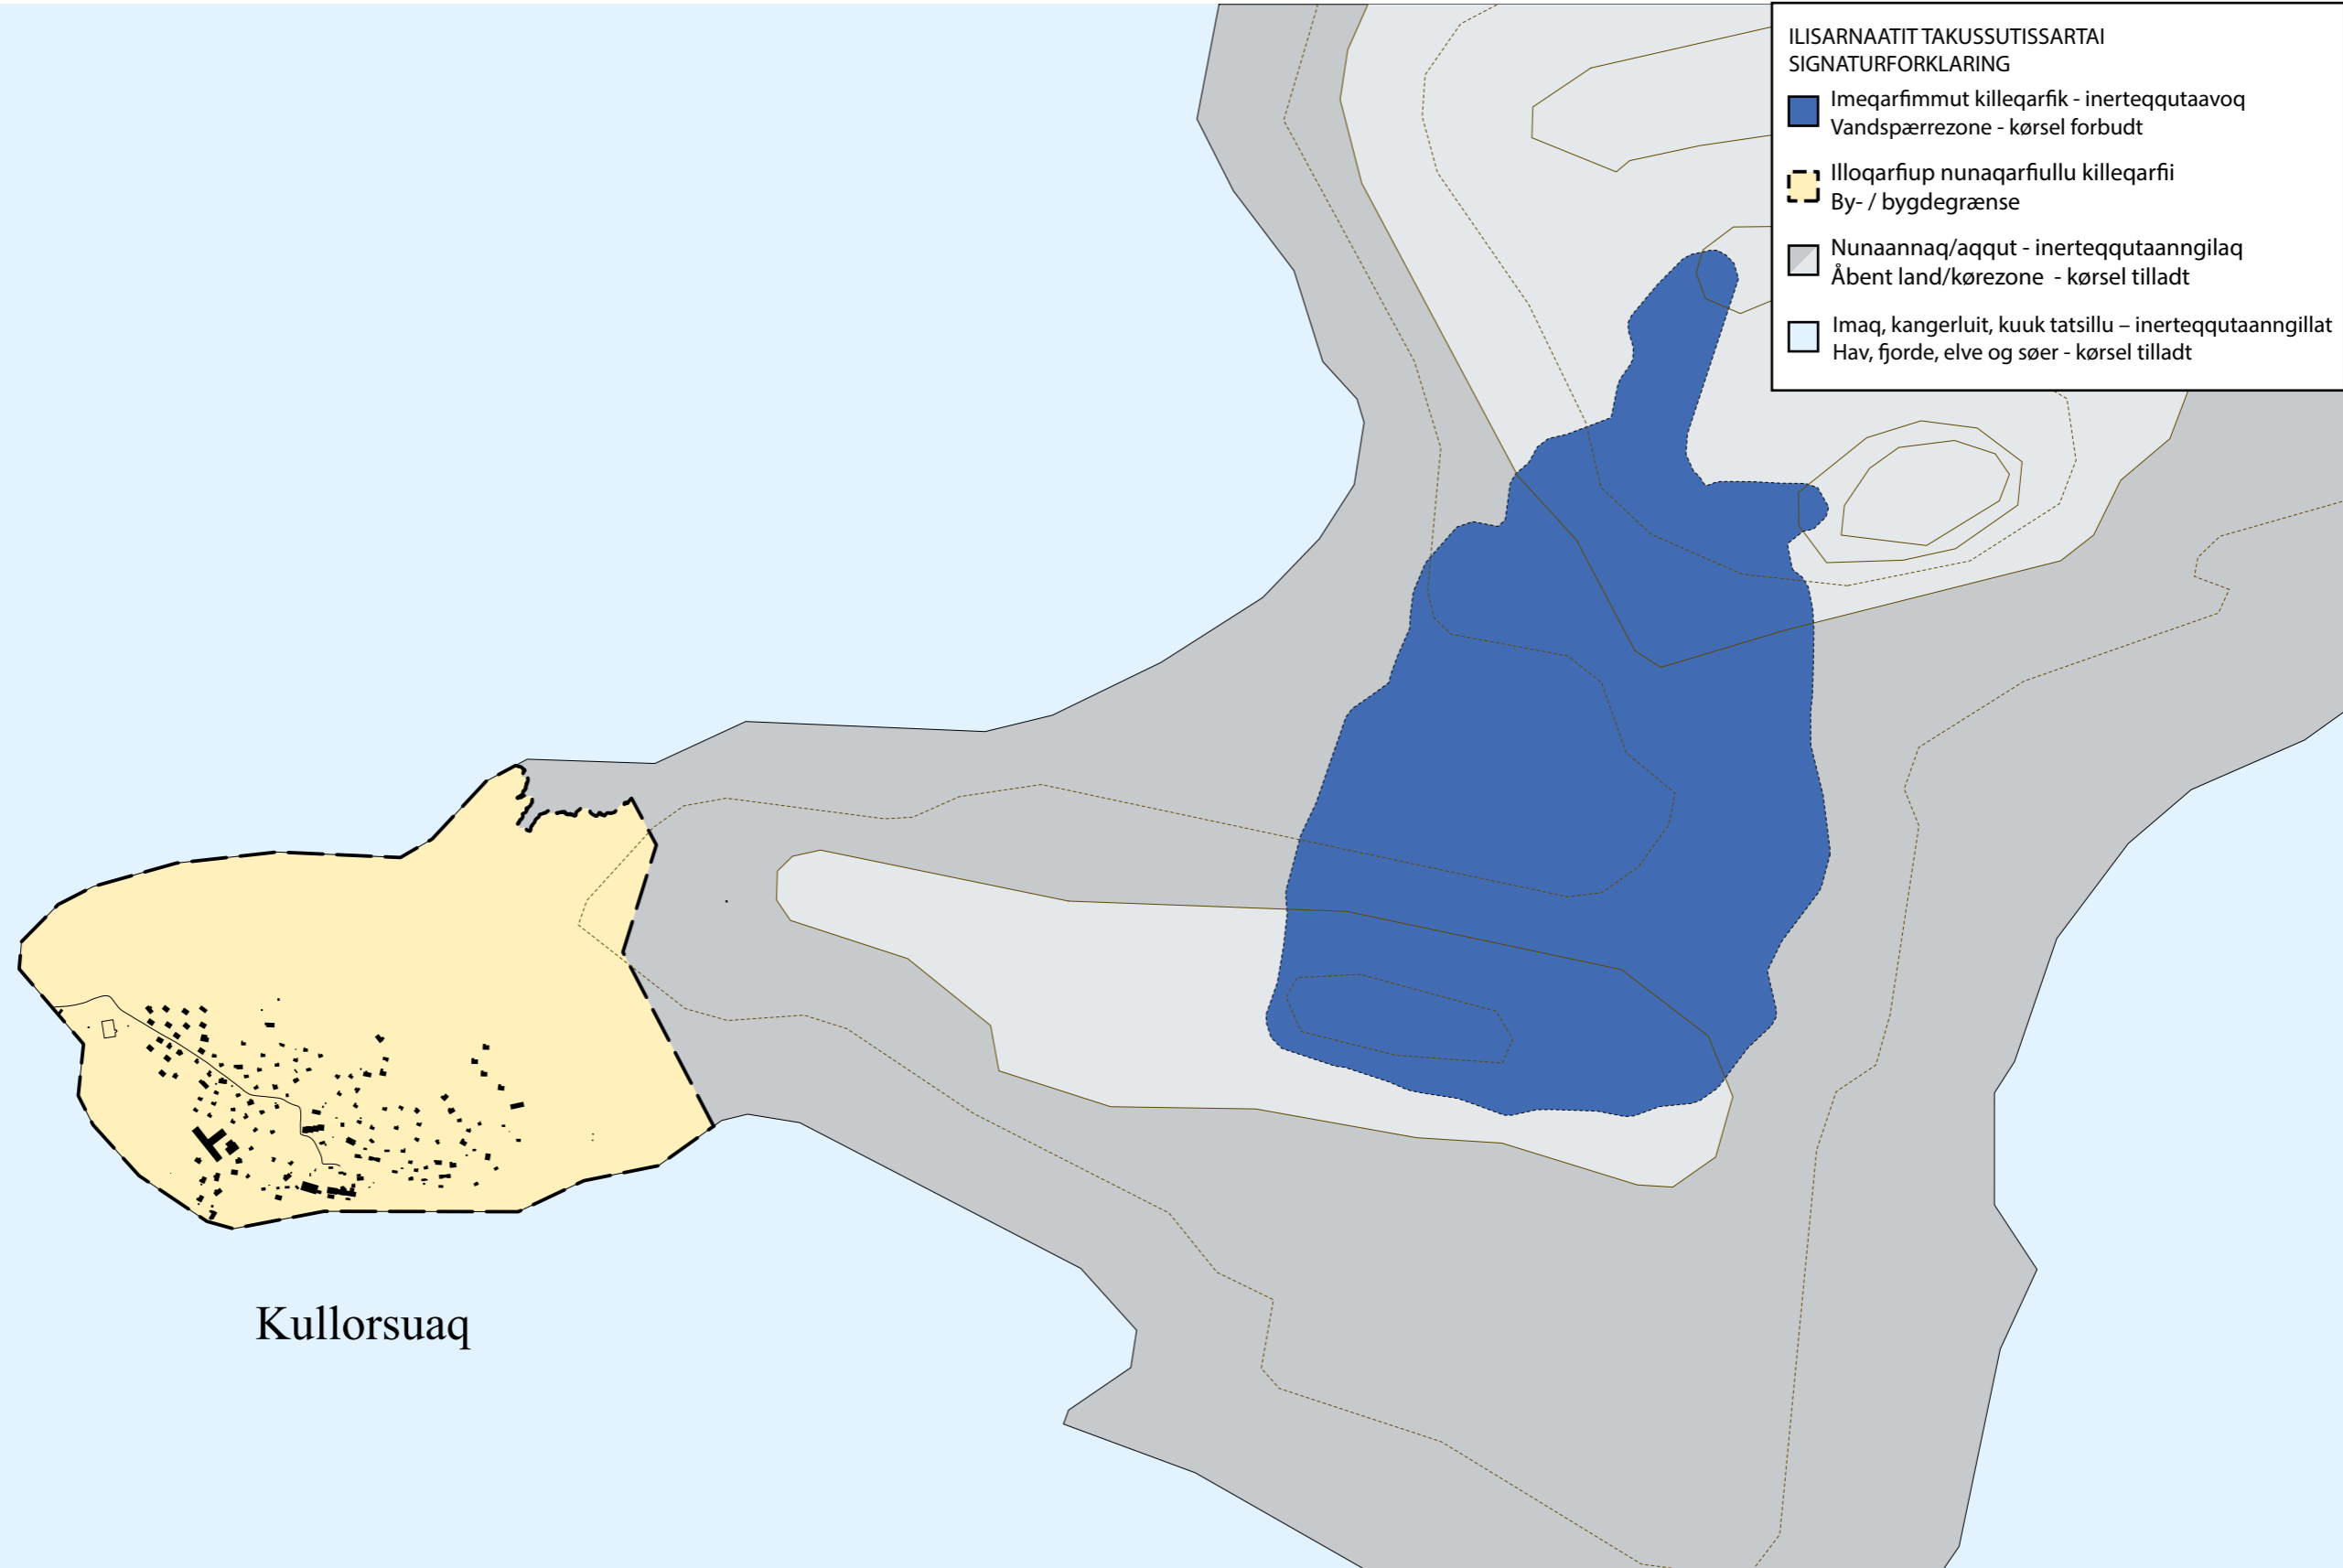 ILISARNAATIT TAKUSSUTISSARTAI
SIGNATURFORKLARING
Imeqarfimmut killeqarfik - inerteqqutaavoq
Vandspærrezone - kørsel forbudt
Illoqarfiup nunaqarfiullu killeqarfii
By- / bygdegrænse
Nunaannaq/aqqut - inerteqqutaanngilaq
Åbent land/kørezone - kørsel tilladt
Imaq, kangerluit, kuuk tatsillu – inerteqqutaanngillat
Hav, fjorde, elve og søer - kørsel tilladt
Kullorsuaq